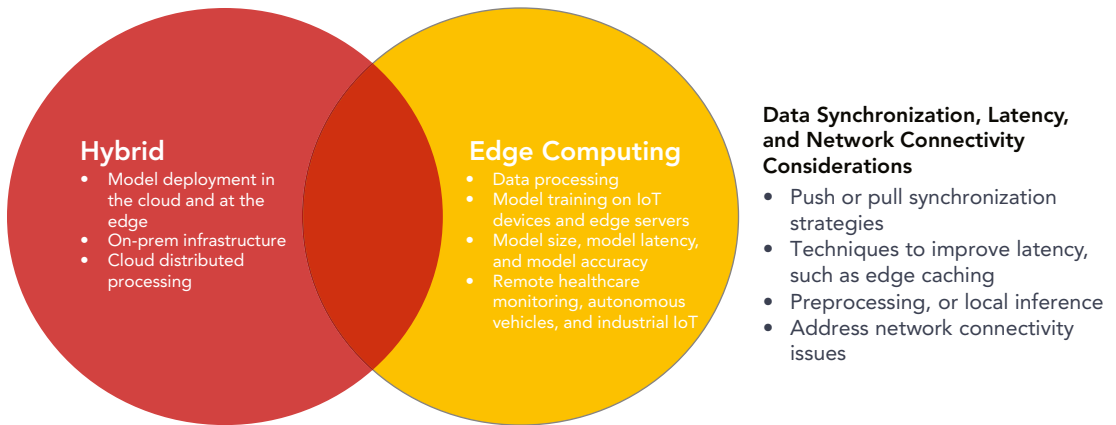 Hybrid
• Model deployment in
the cloud and at the
edge
• On-prem infrastructure
• Cloud distributed
processing
Edge Computing
• Data processing
• Model training on IoT
devices and edge servers
• Model size, model latency,
and model accuracy
• Remote healthcare
monitoring, autonomous
vehicles, and industrial IoT
Data Synchronization, Latency,
and Network Connectivity
Considerations
• Push or pull synchronization
strategies
• Techniques to improve latency,
such as edge caching
• Preprocessing, or local inference
• Address network connectivity
issues